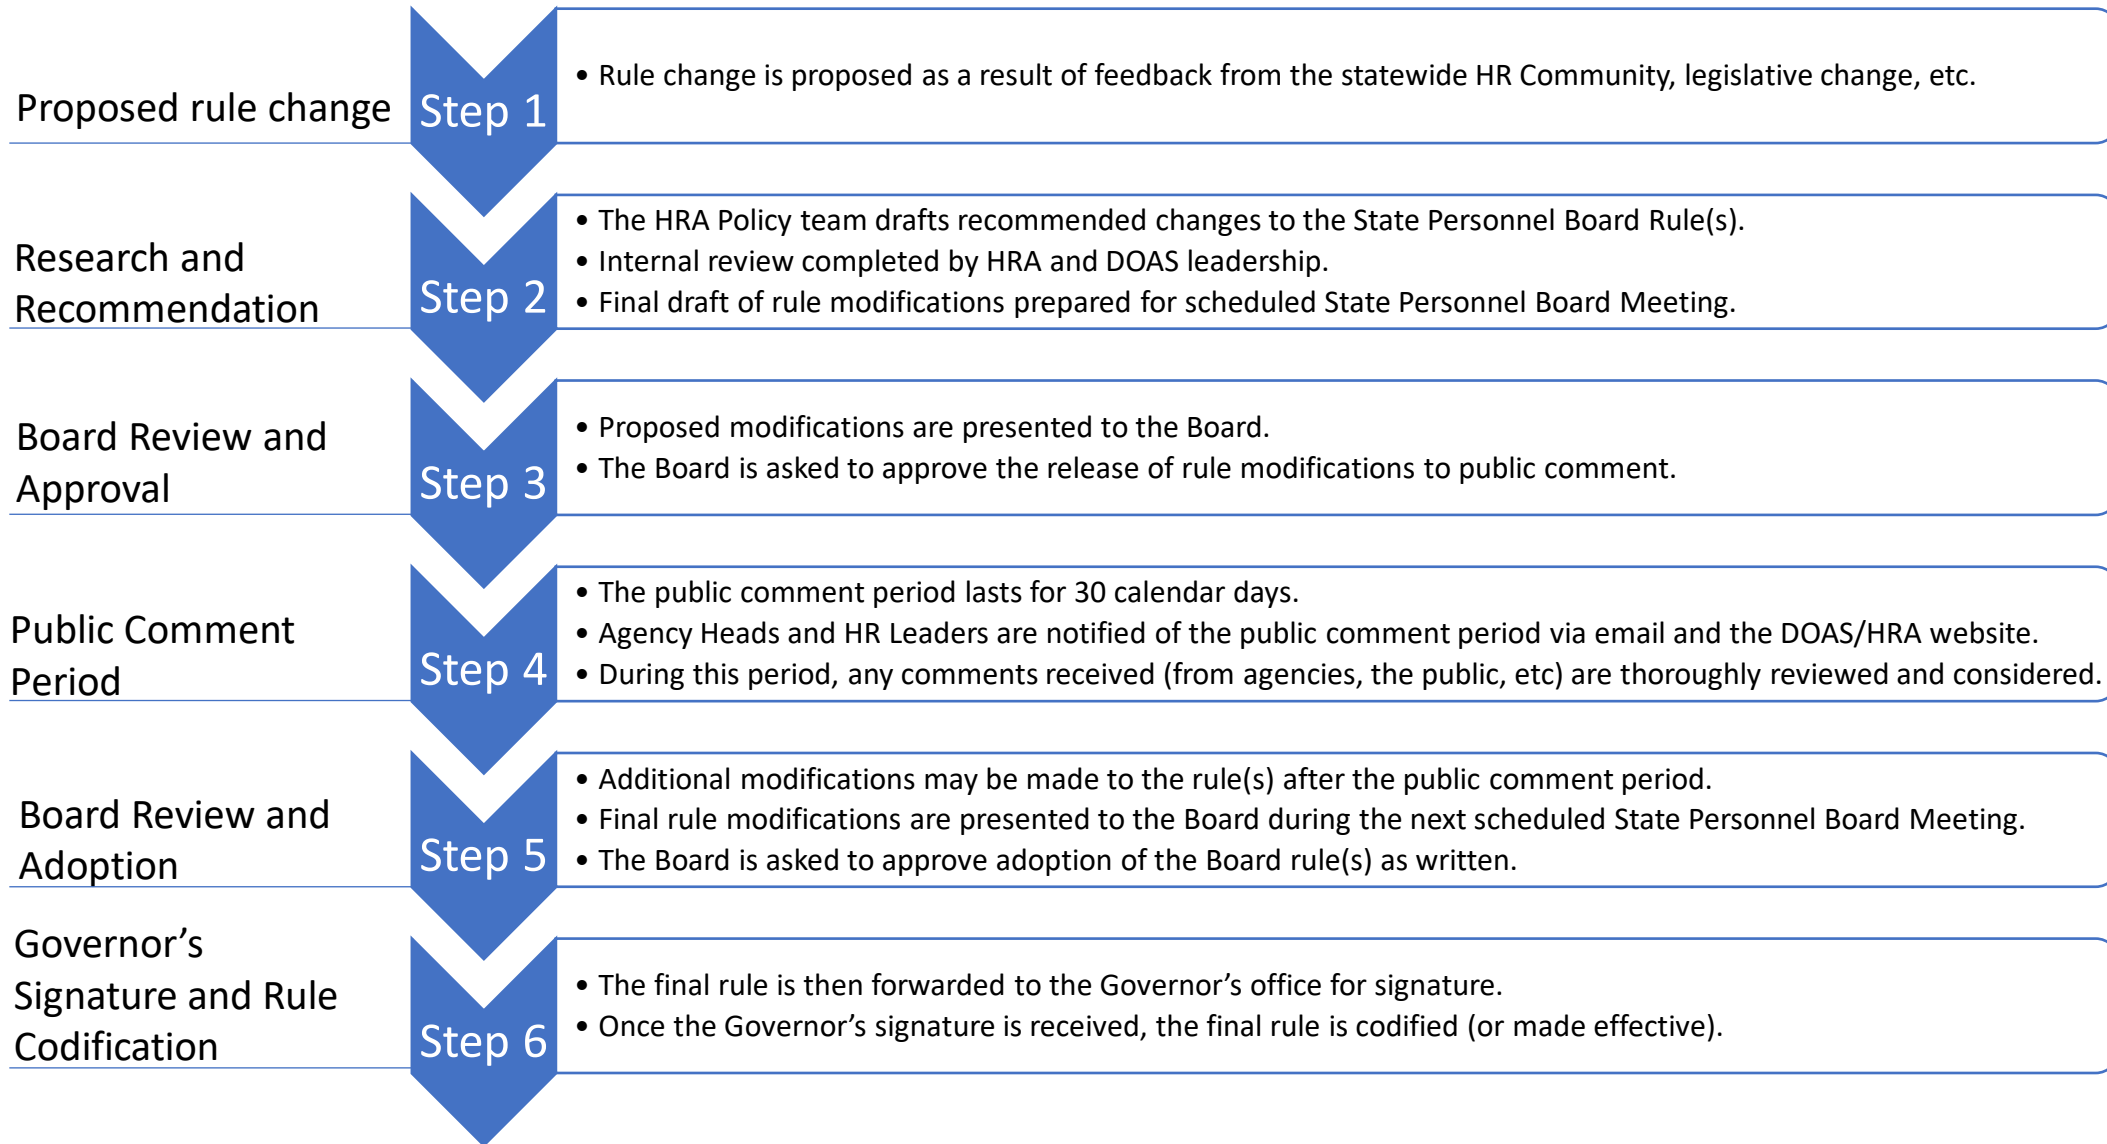 Proposed rule change
Step 1
• Rule change is proposed as a result of feedback from the statewide HR Community, legislative change, etc.
Research and
Recommendation
Step 2
• The HRA Policy team drafts recommended changes to the State Personnel Board Rule(s).
• Internal review completed by HRA and DOAS leadership.
• Final draft of rule modifications prepared for scheduled State Personnel Board Meeting.
Board Review and
Approval
Step 3
• Proposed modifications are presented to the Board.
• The Board is asked to approve the release of rule modifications to public comment.
Public Comment
Period
Step 4
• The public comment period lasts for 30 calendar days.
• Agency Heads and HR Leaders are notified of the public comment period via email and the DOAS/HRA website.
• During this period, any comments received (from agencies, the public, etc) are thoroughly reviewed and considered.
Board Review and
Adoption
Step 5
• Additional modifications may be made to the rule(s) after the public comment period.
• Final rule modifications are presented to the Board during the next scheduled State Personnel Board Meeting.
• The Board is asked to approve adoption of the Board rule(s) as written.
Governor’s
Signature and Rule
Codification
Step 6
• The final rule is then forwarded to the Governor’s office for signature.
• Once the Governor’s signature is received, the final rule is codified (or made effective).